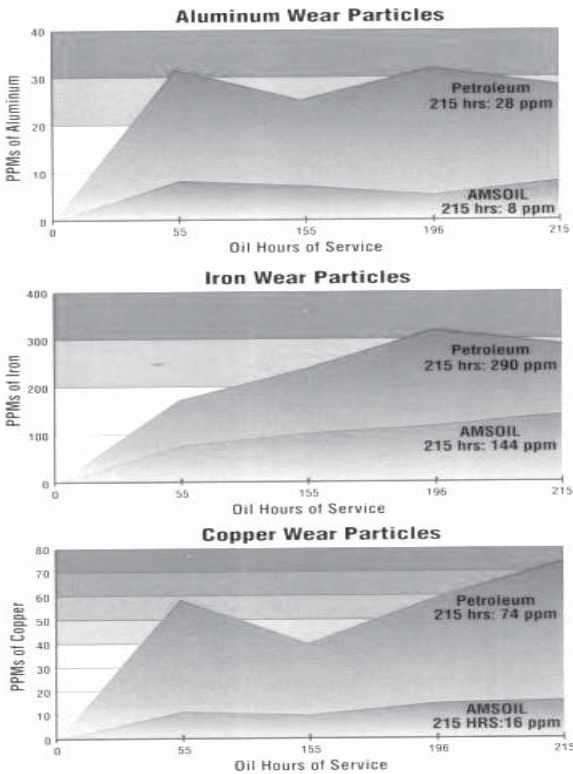 Aluminum Wear Particles
PPMs of Aluminum
40
30
20
10
0
Petroleum
215 hrs: 28 ppm
AMSOIL
215 hrs: 8 ppm
0 55 155 196 215
Oil Hours of Service
Iron Wear Particles
PPMs of Iron
400
300
200
100
0
Petroleum
215 hrs: 290 ppm
AMSOIL
215 hrs: 144 ppm
0 55 155 196 215
Oil Hours of Service
Copper Wear Particles
PPMs of Copper
80
70
60
50
40
30
20
10
0
Petroleum
215 hrs: 74 ppm
AMSOIL
215 HRS:16 ppm
0 55 155 196 215
Oil Hours of Service